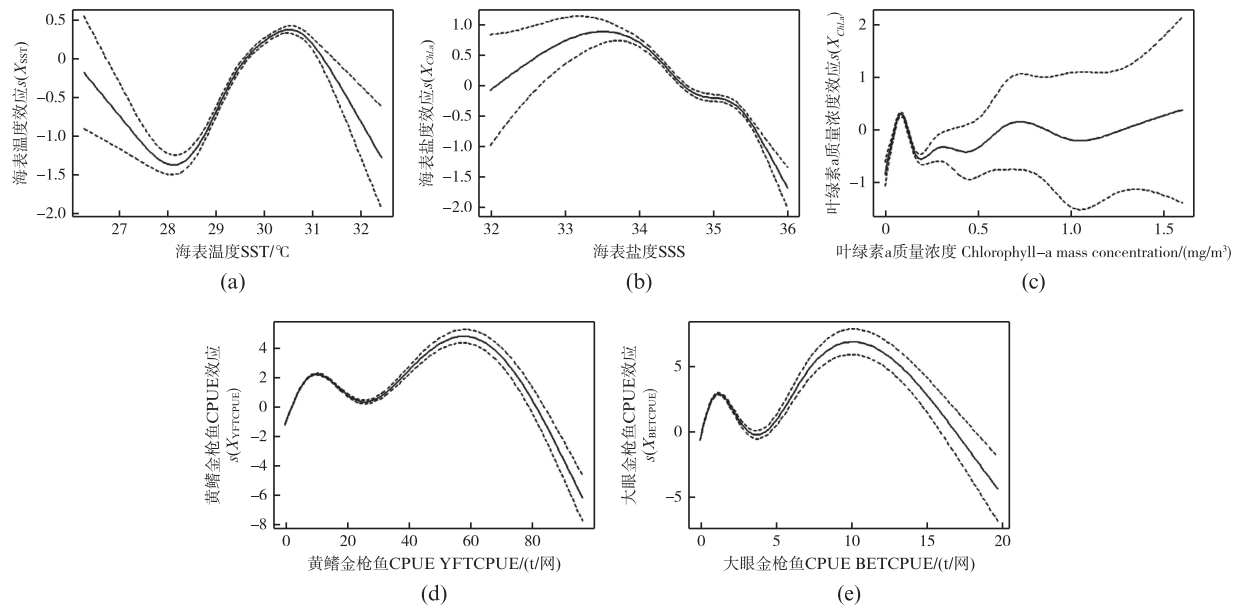 0.5
0
−1.0
−1.0
−1.5
−2.0
海表温度效应s(XSST)
27 28 29 30 31 32
海表温度SST/℃
(a)
1.0
0.5
0
−0.5
−1.0
−1.5
−2.0
海表盐度效应s(XChl.a)
32 33 34 35 36
海表盐度SSS
(b)
2
1
0
−1
叶绿素a质量浓度效应s(XChl.a)
0 0.5 1.0 1.5
叶绿素a质量浓度 Chlorophyll−a mass concentration/(mg/m³)
(c)
4
2
0
−2
−4
−6
−8
黄鳍金枪鱼CPUE效应
s(XYFTCPUE)
0 20 40 60 80
黄鳍金枪鱼CPUE YFTCPUE/(t/网)
(d)
5
0
−5
大眼金枪鱼CPUE效应
s(XBETCPUE)
0 5 10 15 20
大眼金枪鱼CPUE BETCPUE/(t/网)
(e)